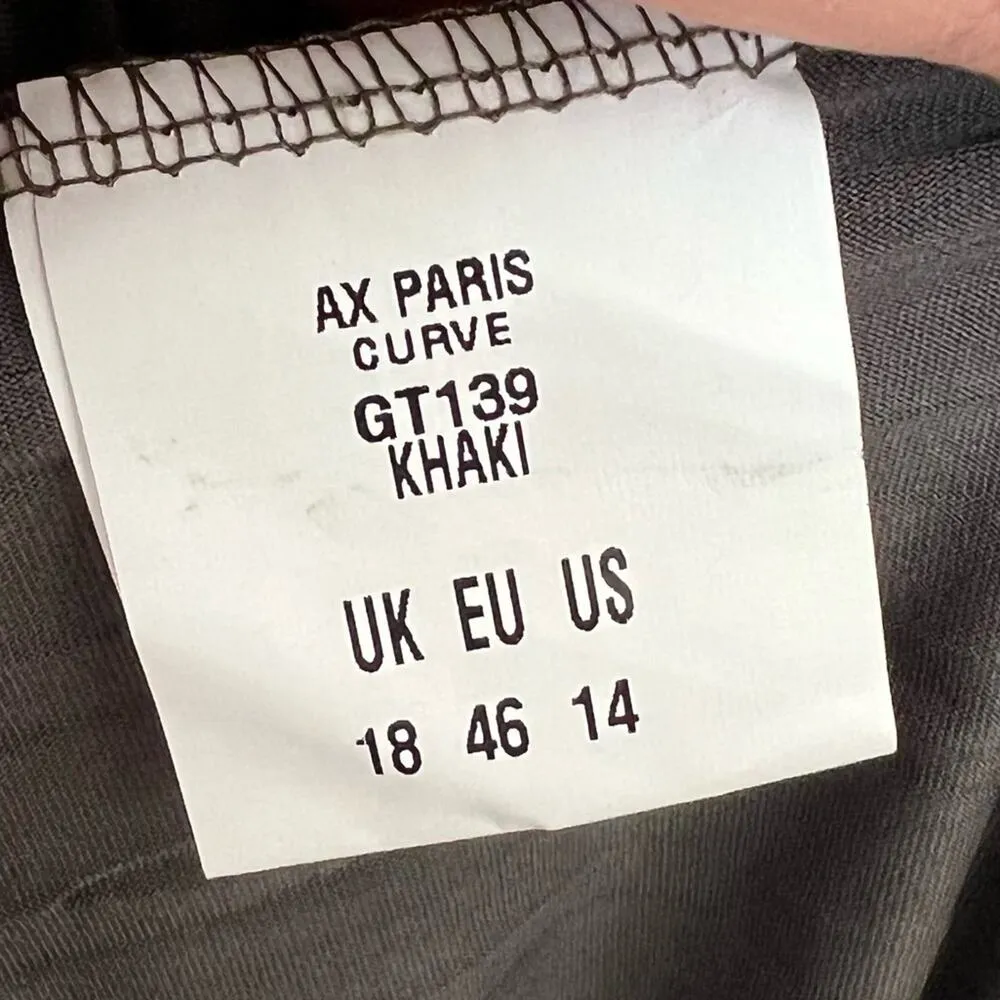 AX PARIS
CURVE
GT139
KHAKI
UK EU US
18 46 14